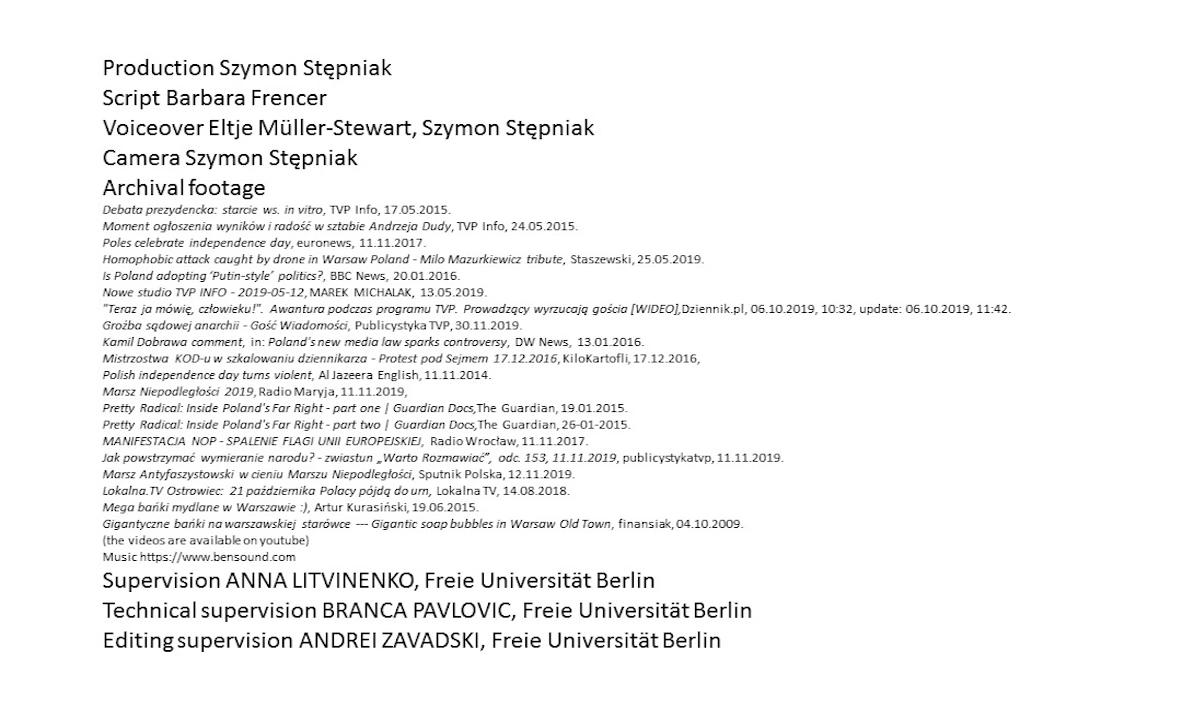 Production Szymon Stępniak
Script Barbara Frencer
Voiceover Eltje Müller-Stewart, Szymon Stępniak
Camera Szymon Stępniak
Archival footage
Debata prezydencka: starcie ws. in vitro, TVP Info, 17.05.2015.
Moment ogłoszenia wyników i radość w sztabie Andrzeja Dudy, TVP Info, 24.05.2015.
Poles celebrate independence day, euronews, 11.11.2017.
Homophobic attack caught by drone in Warsaw Poland - Milo Mazurkiewicz tribute, Staszewski, 25.05.2019.
Is Poland adopting ‘Putin-style’ politics?, BBC News, 20.01.2016.
Nowe studio TVP INFO - 2019-05-12, MAREK MICHALAK, 13.05.2019.
"Teraz ja mówię, człowieku!". Awantura podczas programu TVP. Prowadzący wyrzucają gościa [WIDEO],Dziennik.pl, 06.10.2019, 10:32, update: 06.10.2019, 11:42.
Groźba sądowej anarchii - Gość Wiadomości, Publicystyka TVP, 30.11.2019.
Kamil Dobrawa comment, in: Poland's new media law sparks controversy, DW News, 13.01.2016.
Mistrzostwa KOD-u w szkalowaniu dziennikarza - Protest pod Sejmem 17.12.2016, KiloKartofli, 17.12.2016,
Polish independence day turns violent, Al Jazeera English, 11.11.2014.
Marsz Niepodległości 2019, Radio Maryja, 11.11.2019,
Pretty Radical: Inside Poland's Far Right - part one | Guardian Docs,The Guardian, 19.01.2015.
Pretty Radical: Inside Poland's Far Right - part two | Guardian Docs,The Guardian, 26-01-2015.
MANIFESTACJA NOP - SPALENIE FLAGI UNII EUROPEJSKIEJ, Radio Wrocław, 11.11.2017.
Jak powstrzymać wymieranie narodu? - zwiastun „Warto Rozmawiać”, odc. 153, 11.11.2019, publicystykatvp, 11.11.2019.
Marsz Antyfaszystowski w cieniu Marszu Niepodległości, Sputnik Polska, 12.11.2019.
Lokalna.TV Ostrowiec: 21 października Polacy pójdą do urn, Lokalna TV, 14.08.2018.
Mega bańki mydlane w Warszawie :), Artur Kurasiński, 19.06.2015.
Gigantyczne bańki na warszawskiej starówce --- Gigantic soap bubbles in Warsaw Old Town, finansiak, 04.10.2009.
(the videos are available on youtube)
Music https://www.bensound.com
Supervision ANNA LITVINENKO, Freie Universität Berlin
Technical supervision BRANCA PAVLOVIC, Freie Universität Berlin
Editing supervision ANDREI ZAVADSKI, Freie Universität Berlin